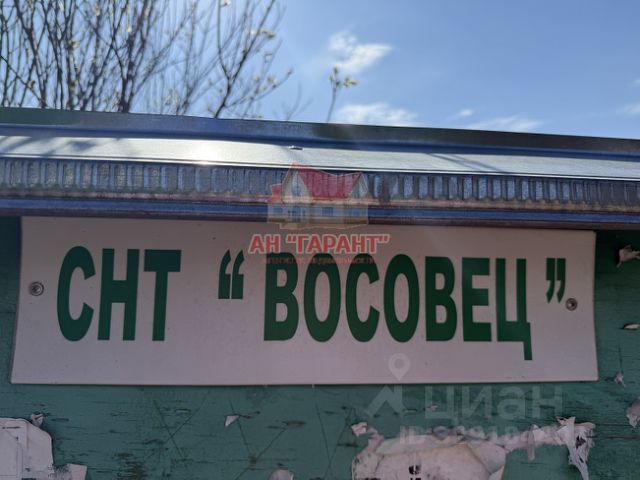 АН "ГАРАНТ"
СНТ “ ВОСОВЕЦ ”
циан